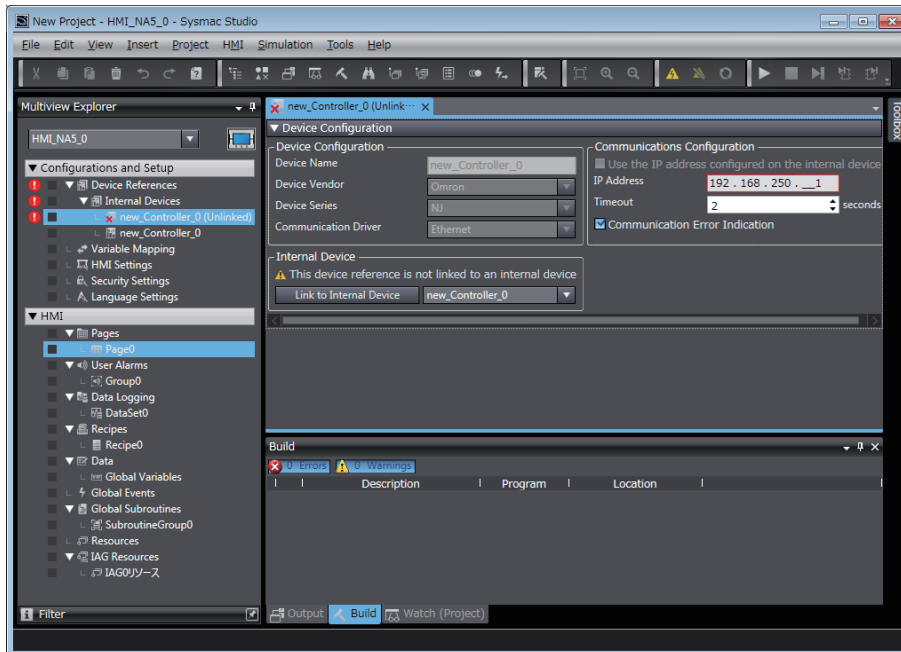 New Project - HMI_NA5_0 - Sysmac Studio
File Edit View Insert Project HMI Simulation Tools Help
Multiview Explorer
HMI_NA5_0
Configurations and Setup
Device References
Internal Devices
new_Controller_0 (Unlinked)
new_Controller_0
Variable Mapping
HMI Settings
Security Settings
Language Settings
HMI
Pages
Page0
User Alarms
Group0
Data Logging
DataSet0
Recipes
Recipe0
Data
Global Variables
Global Events
Global Subroutines
SubroutineGroup0
Resources
IAG Resources
IAG0リソース
Filter
new_Controller_0 (Unlink···
Device Configuration
Device Configuration
Device Name new_Controller_0
Device Vendor Omron
Device Series NJ
Communication Driver Ethernet
Communications Configuration
Use the IP address configured on the internal device
IP Address 192 . 168 . 250 . __1
Timeout 2 seconds
Communication Error Indication
Internal Device
This device reference is not linked to an internal device
Link to Internal Device new_Controller_0
Build
0 Errors 0 Warnings
Description Program Location
Output Build Watch (Project)
Toolbox